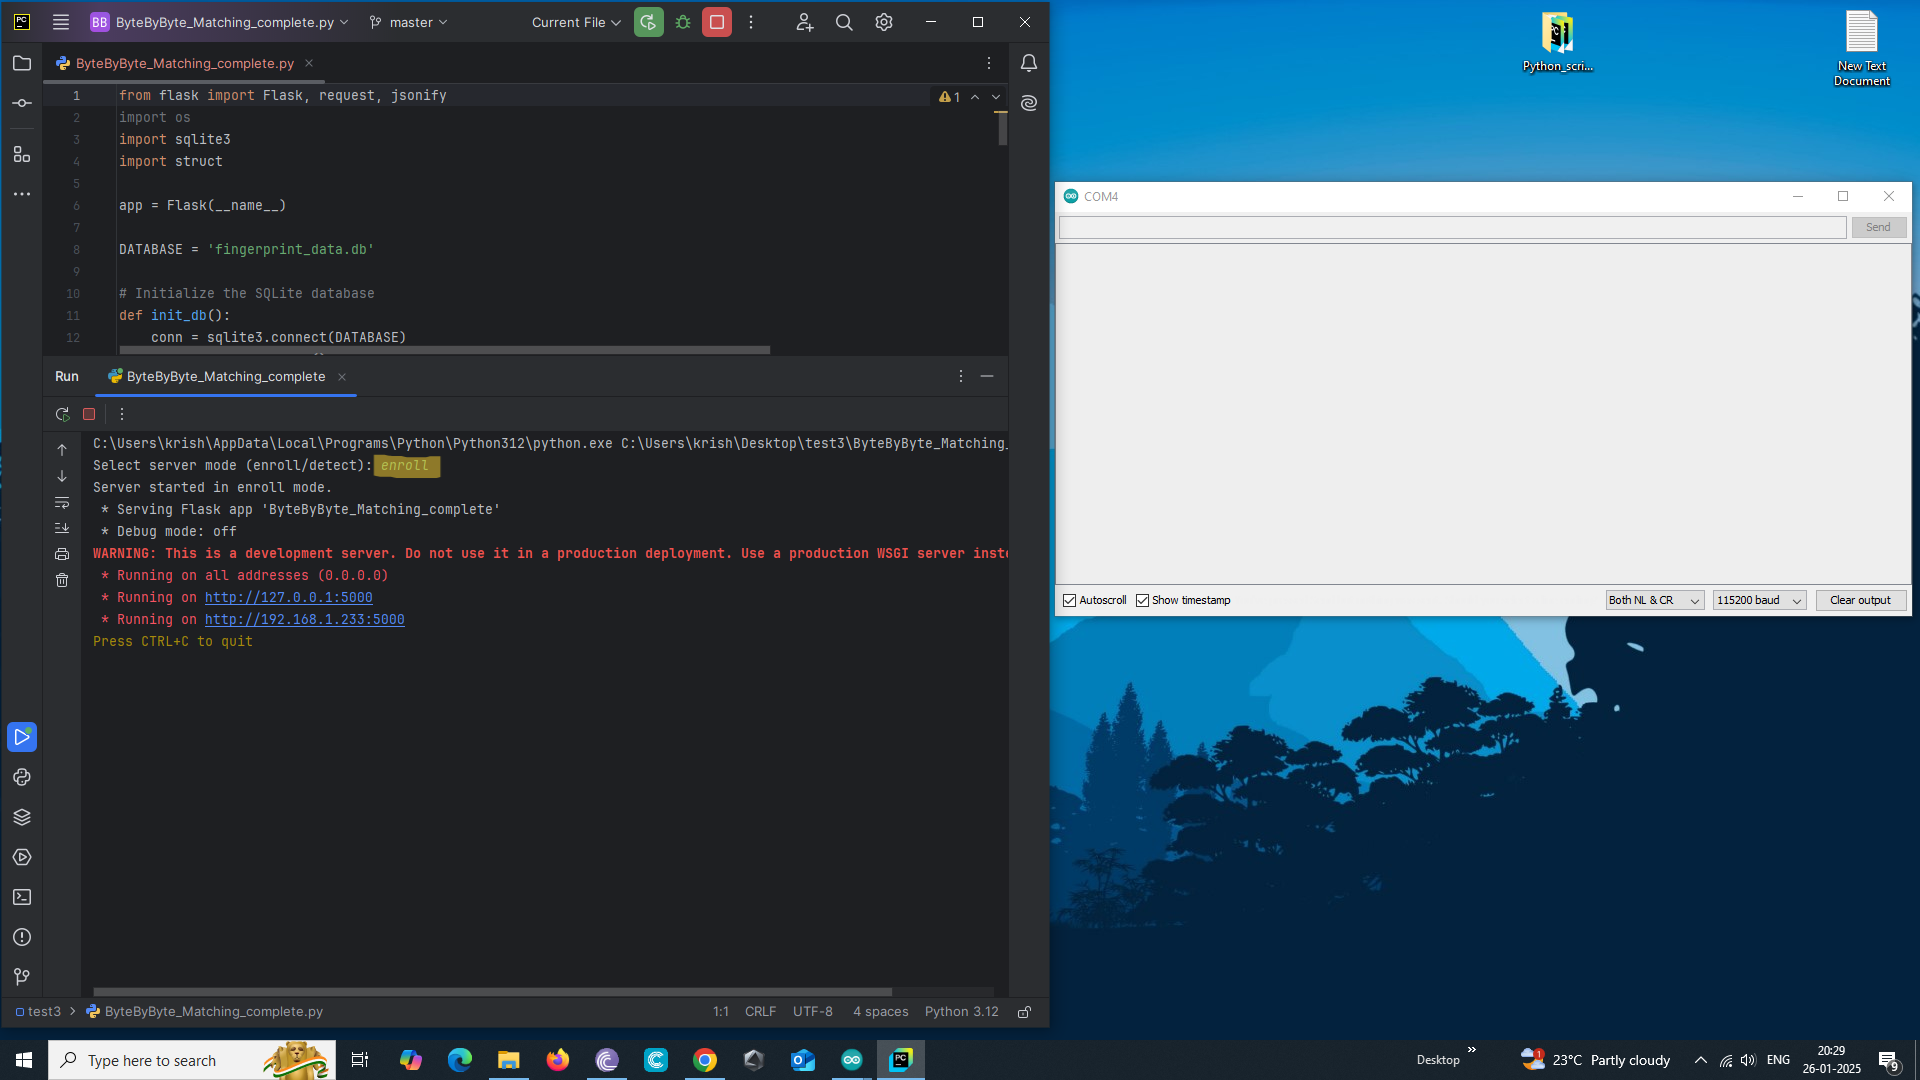 PC
BB ByteByByte_Matching_complete.py
master
Current File
ByteByByte_Matching_complete.py
1 from flask import Flask, request, jsonify
1
2 import os
3 import sqlite3
4 import struct
5
6 app = Flask(__name__)
7
8 DATABASE = 'fingerprint_data.db'
9
10 # Initialize the SQLite database
11 def init_db():
12 conn = sqlite3.connect(DATABASE)
Run ByteByByte_Matching_complete
C:\Users\krish\AppData\Local\Programs\Python\Python312\python.exe C:\Users\krish\Desktop\test3\ByteByByte_Matching_
Select server mode (enroll/detect): enroll
Server started in enroll mode.
* Serving Flask app 'ByteByByte_Matching_complete'
* Debug mode: off
WARNING: This is a development server. Do not use it in a production deployment. Use a production WSGI server inste
* Running on all addresses (0.0.0.0)
* Running on http://127.0.0.1:5000
* Running on http://192.168.1.233:5000
Press CTRL+C to quit
test3 > ByteByByte_Matching_complete.py
1:1 CRLF UTF-8 4 spaces Python 3.12
Python_scri...
New Text
Document
COM4
Send
Autoscroll Show timestamp
Both NL & CR
115200 baud
Clear output
Type here to search
PC
Desktop
1
23°C Partly cloudy
ENG
20:29
26-01-2025
9